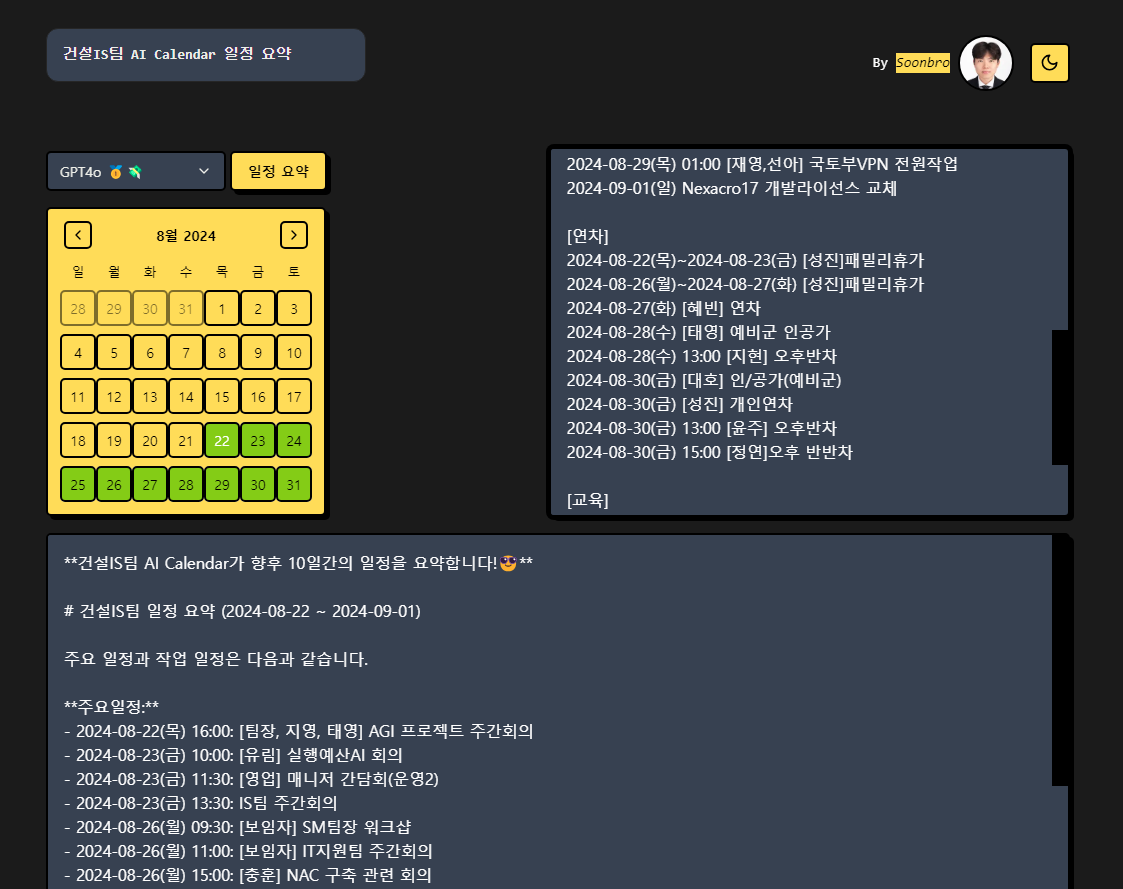 건설IS팀 AI Calendar 일정 요약
By Soonbro
GPT4o 🥇 💸
일정 요약
8월 2024
일 월 화 수 목 금 토
28 29 30 31 1 2 3
4 5 6 7 8 9 10
11 12 13 14 15 16 17
18 19 20 21 22 23 24
25 26 27 28 29 30 31
2024-08-29(목) 01:00 [재영,선아] 국토부VPN 전원작업
2024-09-01(일) Nexacro17 개발라이선스 교체
[연차]
2024-08-22(목)~2024-08-23(금) [성진]패밀리휴가
2024-08-26(월)~2024-08-27(화) [성진]패밀리휴가
2024-08-27(화) [혜빈] 연차
2024-08-28(수) [태영] 예비군 인공가
2024-08-28(수) 13:00 [지현] 오후반차
2024-08-30(금) [대호] 인/공가(예비군)
2024-08-30(금) [성진] 개인연차
2024-08-30(금) 13:00 [윤주] 오후반차
2024-08-30(금) 15:00 [정연]오후 반반차
[교육]
**건설IS팀 AI Calendar가 향후 10일간의 일정을 요약합니다!😎**
# 건설IS팀 일정 요약 (2024-08-22 ~ 2024-09-01)
주요 일정과 작업 일정은 다음과 같습니다.
**주요일정:**
- 2024-08-22(목) 16:00: [팀장, 지영, 태영] AGI 프로젝트 주간회의
- 2024-08-23(금) 10:00: [유림] 실행예산AI 회의
- 2024-08-23(금) 11:30: [영업] 매니저 간담회(운영2)
- 2024-08-23(금) 13:30: IS팀 주간회의
- 2024-08-26(월) 09:30: [보임자] SM팀장 워크샵
- 2024-08-26(월) 11:00: [보임자] IT지원팀 주간회의
- 2024-08-26(월) 15:00: [충훈] NAC 구축 관련 회의